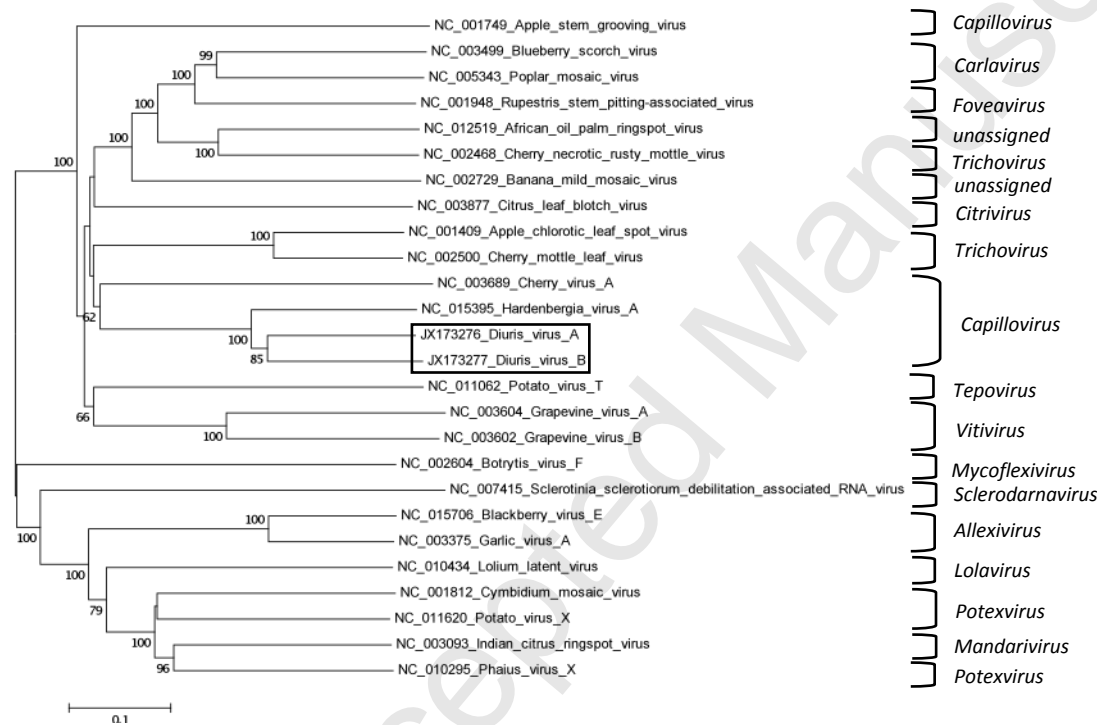 NC_001749_Apple_stem_grooving_virus Capillovirus
99 NC_003499_Blueberry_scorch_virus Carlavirus
100 NC_005343_Poplar_mosaic_virus
100 NC_001948_Rupestris_stem_pitting-associated_virus Foveavirus
100 NC_012519_African_oil_palm_ringspot_virus unassigned
100 100 NC_002468_Cherry_necrotic_rusty_mottle_virus Trichovirus
NC_002729_Banana_mild_mosaic_virus unassigned
NC_003877_Citrus_leaf_blotch_virus Citrivirus
100 NC_001409_Apple_chlorotic_leaf_spot_virus Trichovirus
NC_002500_Cherry_mottle_leaf_virus
NC_003689_Cherry_virus_A Capillovirus
62 NC_015395_Hardenbergia_virus_A
100 JX173276_Diuris_virus_A
85 JX173277_Diuris_virus_B
NC_011062_Potato_virus_T Tepovirus
66 NC_003604_Grapevine_virus_A Vitivirus
100 NC_003602_Grapevine_virus_B
NC_002604_Botrytis_virus_F Mycoflexivirus
NC_007415_Sclerotinia_sclerotiorum_debilitation_associated_RNA_virus Sclerodarnavirus
100 100 NC_015706_Blackberry_virus_E Allexivirus
NC_003375_Garlic_virus_A
100 NC_010434_Lolium_latent_virus Lolavirus
79 NC_001812_Cymbidium_mosaic_virus Potexvirus
NC_011620_Potato_virus_X
100 NC_003093_Indian_citrus_ringspot_virus Mandarivirus
96 NC_010295_Phaius_virus_X Potexvirus
0.1